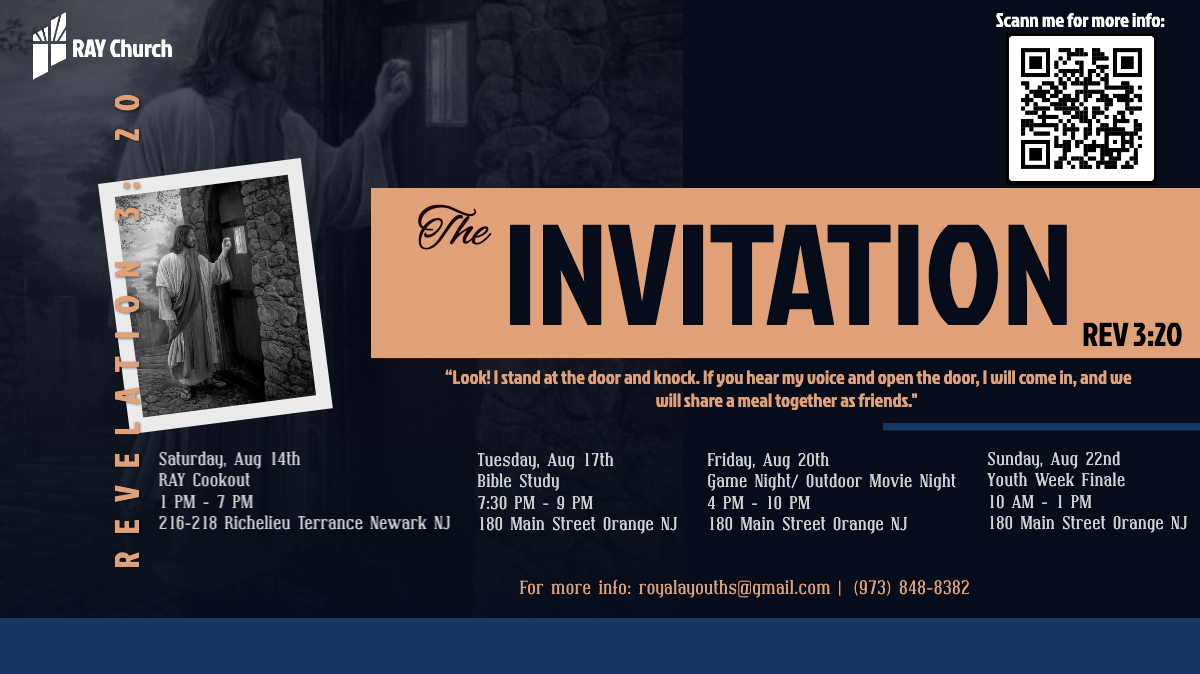 RAY Church
Scann me for more info:
REVELATION 3:20
The
INVITATION
REV 3:20
“Look! I stand at the door and knock. If you hear my voice and open the door, I will come in, and we
will share a meal together as friends."
Saturday, Aug 14th
RAY Cookout
1 PM - 7 PM
216-218 Richelieu Terrance Newark NJ
Tuesday, Aug 17th
Bible Study
7:30 PM - 9 PM
180 Main Street Orange NJ
Friday, Aug 20th
Game Night/ Outdoor Movie Night
4 PM - 10 PM
180 Main Street Orange NJ
Sunday, Aug 22nd
Youth Week Finale
10 AM - 1 PM
180 Main Street Orange NJ
For more info: royalayouths@gmail.com | (973) 848-8382